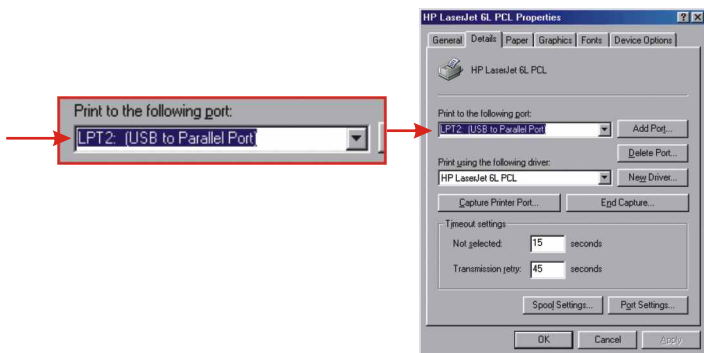 Print to the following port:
LPT2: (USB to Parallel Port)
HP LaserJet 6L PCL Properties
General Details Paper Graphics Fonts Device Options
HP LaserJet 6L PCL
Print to the following port:
LPT2: (USB to Parallel Port)
Add Port...
Delete Port...
Print using the following driver:
HP LaserJet 6L PCL
New Driver...
Capture Printer Port... End Capture...
Timeout settings
Not selected: 15 seconds
Transmission retry: 45 seconds
Spool Settings... Port Settings...
OK Cancel Apply